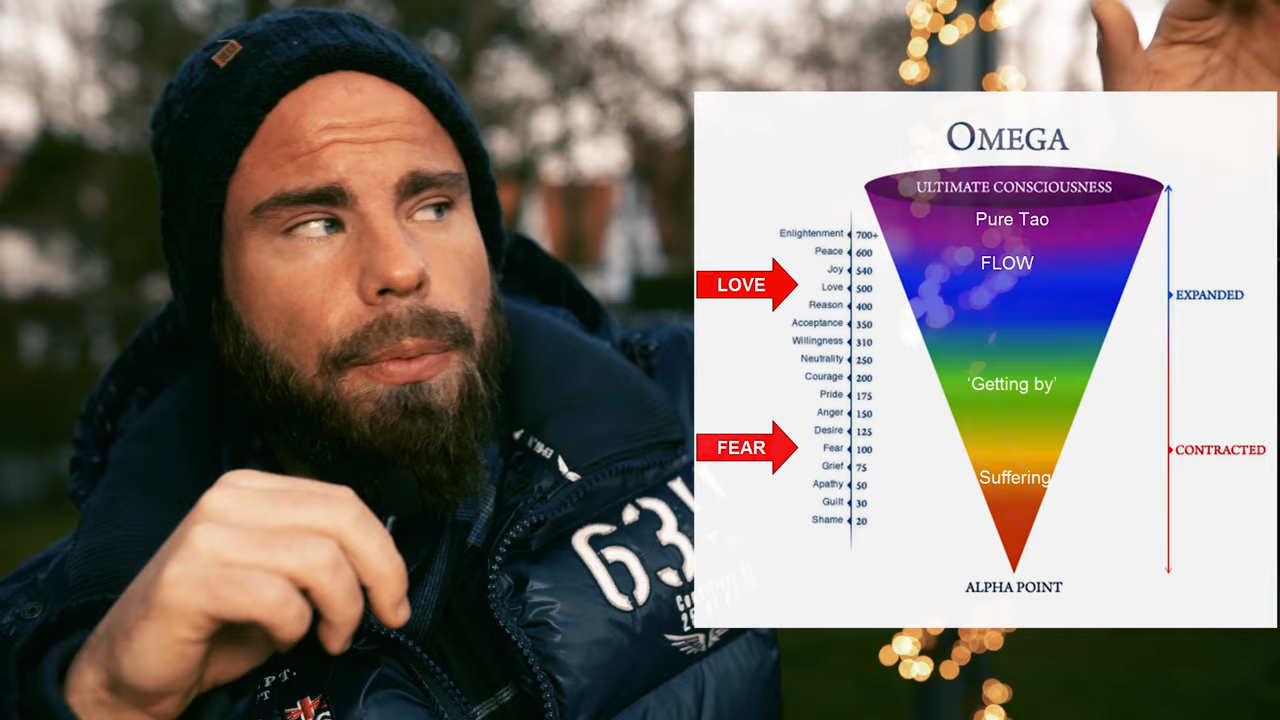 OMEGA
ULTIMATE CONSCIOUSNESS
Pure Tao
FLOW
'Getting by'
Suffering
ALPHA POINT
Enlightenment 700+
Peace 600
Joy 540
Love 500
Reason 400
Acceptance 350
Willingness 310
Neutrality 250
Courage 200
Pride 175
Anger 150
Desire 125
Fear 100
Grief 75
Apathy 50
Guilt 30
Shame 20
LOVE
FEAR
EXPANDED
CONTRACTED
63